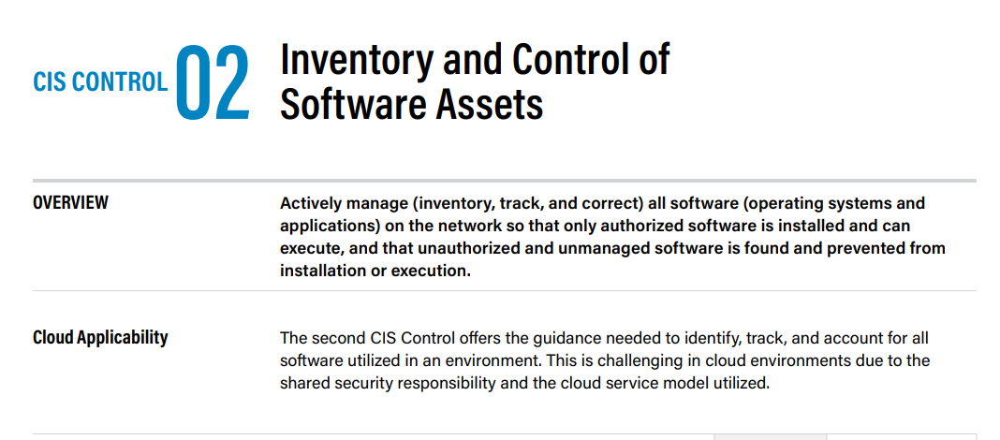 CIS CONTROL 02
Inventory and Control of
Software Assets
OVERVIEW
Actively manage (inventory, track, and correct) all software (operating systems and
applications) on the network so that only authorized software is installed and can
execute, and that unauthorized and unmanaged software is found and prevented from
installation or execution.
Cloud Applicability
The second CIS Control offers the guidance needed to identify, track, and account for all
software utilized in an environment. This is challenging in cloud environments due to the
shared security responsibility and the cloud service model utilized.